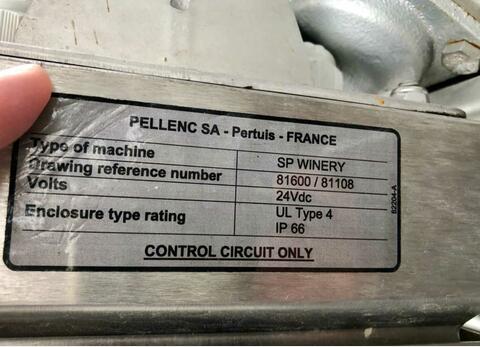 PELLENC SA - Pertuis - FRANCE
Type of machine SP WINERY
Drawing reference number 81600 / 81108
Volts 24Vdc
Enclosure type rating UL Type 4
IP 66
CONTROL CIRCUIT ONLY
82204-A